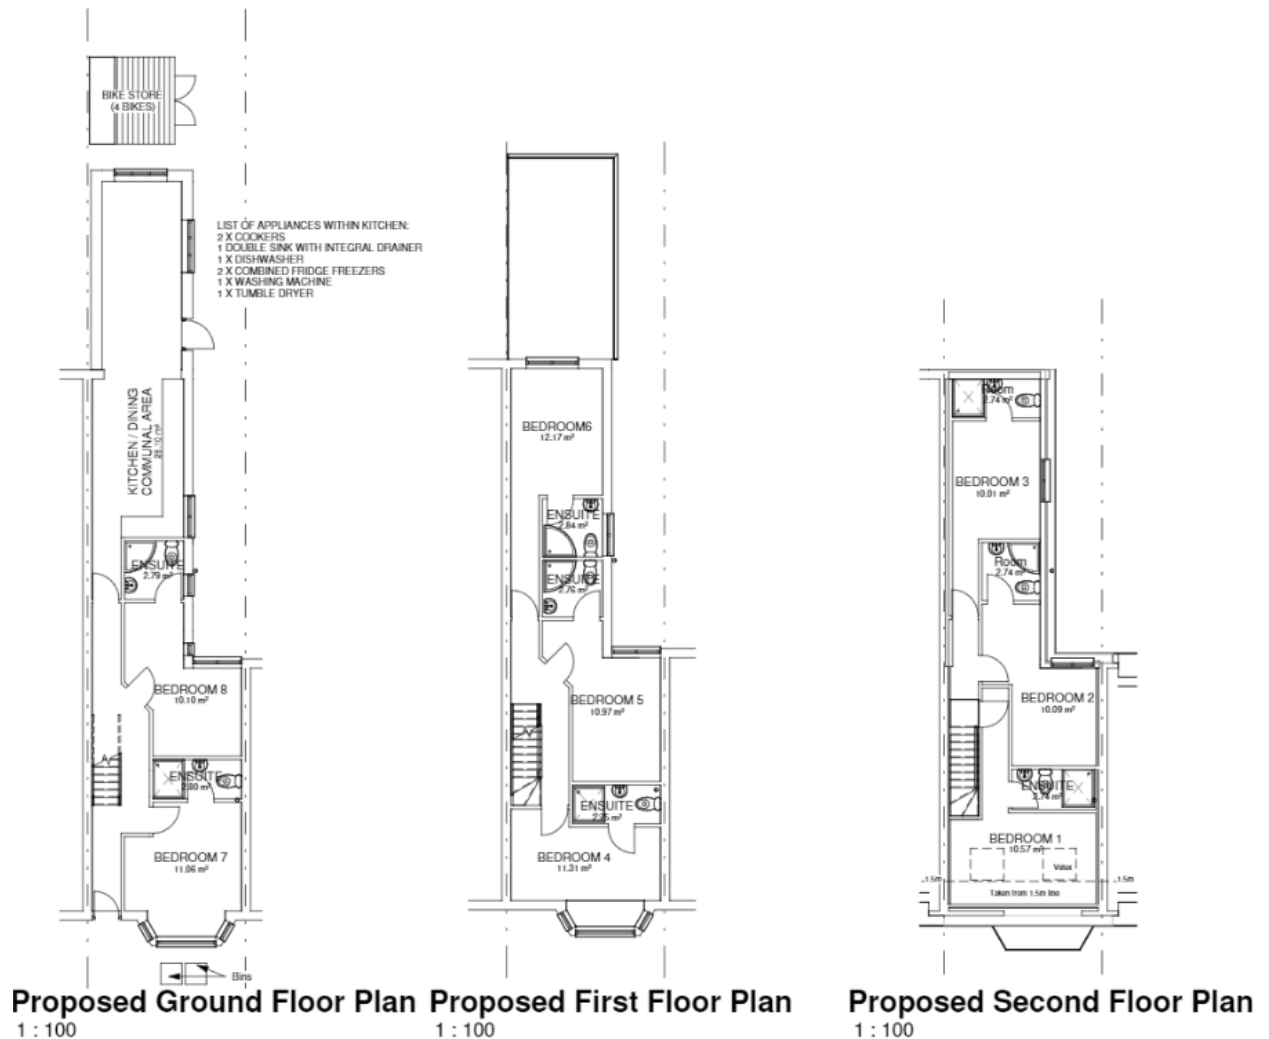 BIKE STORE
(4 BIKES)
LIST OF APPLIANCES WITHIN KITCHEN:
2 X COOKERS
1 DOUBLE SINK WITH INTEGRAL DRAINER
1 X DISHWASHER
2 X COMBINED FRIDGE FREEZERS
1 X WASHING MACHINE
1 X TUMBLE DRYER
KITCHEN / DINING
COMMUNAL AREA
ENSUITE
2.79 m²
BEDROOM 8
10.10 m²
ENSUITE
2.80 m²
BEDROOM 7
11.06 m²
Bins
Proposed Ground Floor Plan
1 : 100
BEDROOM6
12.17 m²
ENSUITE
2.84 m²
ENSUITE
2.76 m²
BEDROOM 5
10.97 m²
ENSUITE
BEDROOM 4
11.31 m²
Proposed First Floor Plan
1 : 100
Room
2.74 m²
BEDROOM 3
10.01 m²
Room
2.74 m²
BEDROOM 2
10.09 m²
ENSUITE
2.74 m²
BEDROOM 1
10.57 m²
Velux
1.5m
1.5m
Taken from 1.5m line
Proposed Second Floor Plan
1 : 100